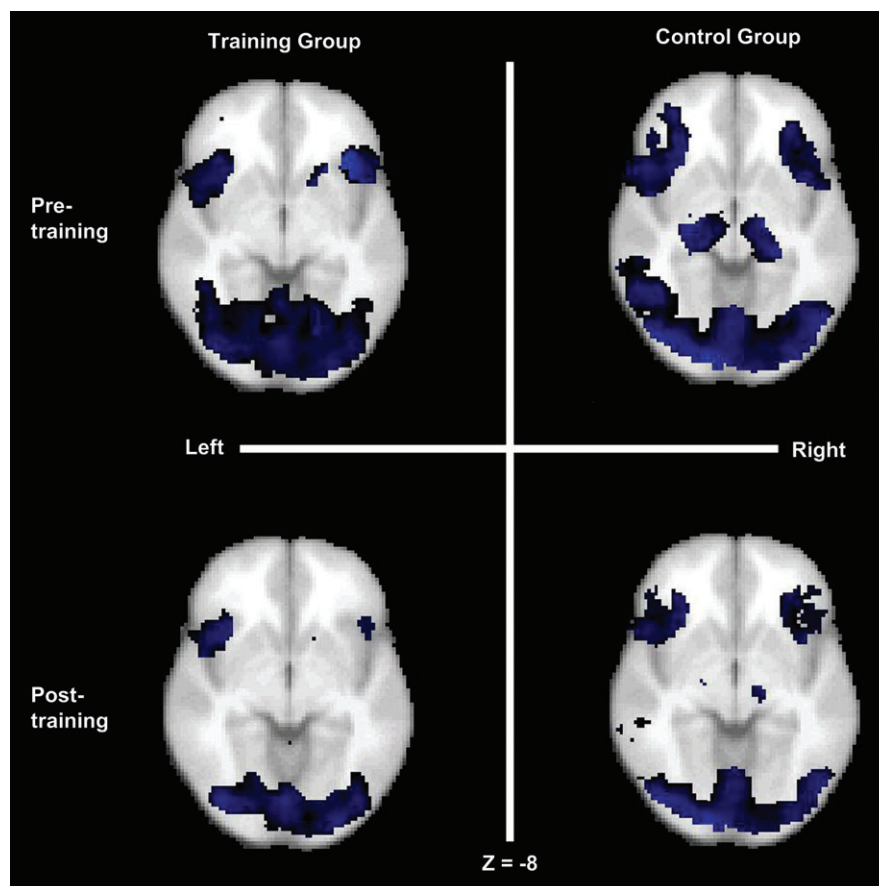 Training Group
Control Group
Pre-
training
Left
Right
Post-
training
Z = -8